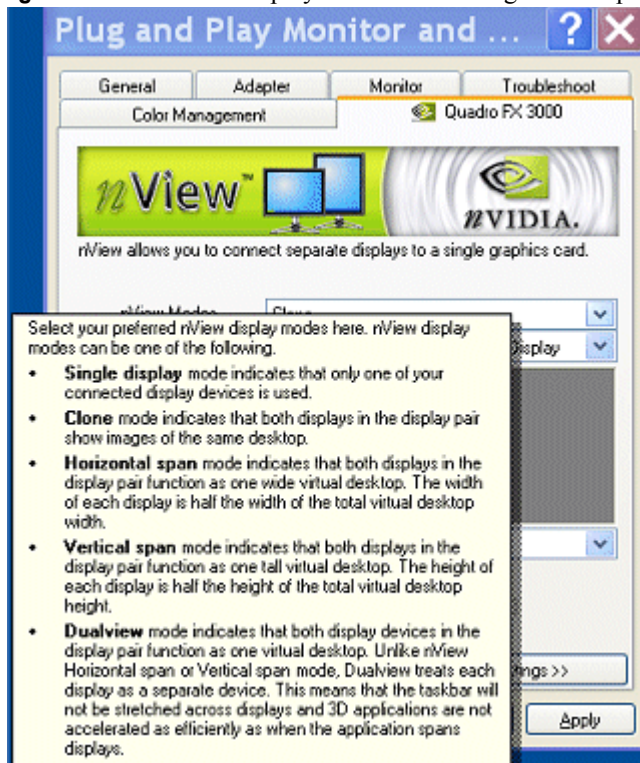 Plug and Play Monitor and ... ? X
General Adapter Monitor Troubleshoot
Color Management Quadro FX 3000
nView™ nVIDIA.
nView allows you to connect separate displays to a single graphics card.
nView Modes Clone
Select your preferred nView display modes here. nView display
modes can be one of the following.
• Single display mode indicates that only one of your
connected display devices is used.
• Clone mode indicates that both displays in the display pair
show images of the same desktop.
• Horizontal span mode indicates that both displays in the
display pair function as one wide virtual desktop. The width
of each display is half the width of the total virtual desktop
width.
• Vertical span mode indicates that both displays in the
display pair function as one tall virtual desktop. The height of
each display is half the height of the total virtual desktop
height.
• Dualview mode indicates that both display devices in the
display pair function as one virtual desktop. Unlike nView
Horizontal span or Vertical span mode, Dualview treats each
display as a separate device. This means that the taskbar will
not be stretched across displays and 3D applications are not
accelerated as efficiently as when the application spans
displays.
Display
ings >>
Apply